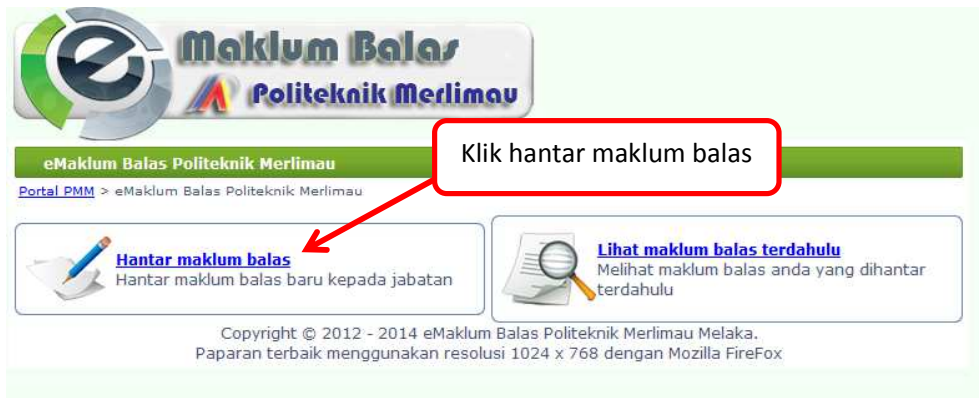 e Maklum Balas
Politeknik Merlimau
Klik hantar maklum balas
eMaklum Balas Politeknik Merlimau
Portal PMM > eMaklum Balas Politeknik Merlimau
Hantar maklum balas
Hantar maklum balas baru kepada jabatan
Lihat maklum balas terdahulu
Melihat maklum balas anda yang dihantar
terdahulu
Copyright © 2012 - 2014 eMaklum Balas Politeknik Merlimau Melaka.
Paparan terbaik menggunakan resolusi 1024 x 768 dengan Mozilla FireFox